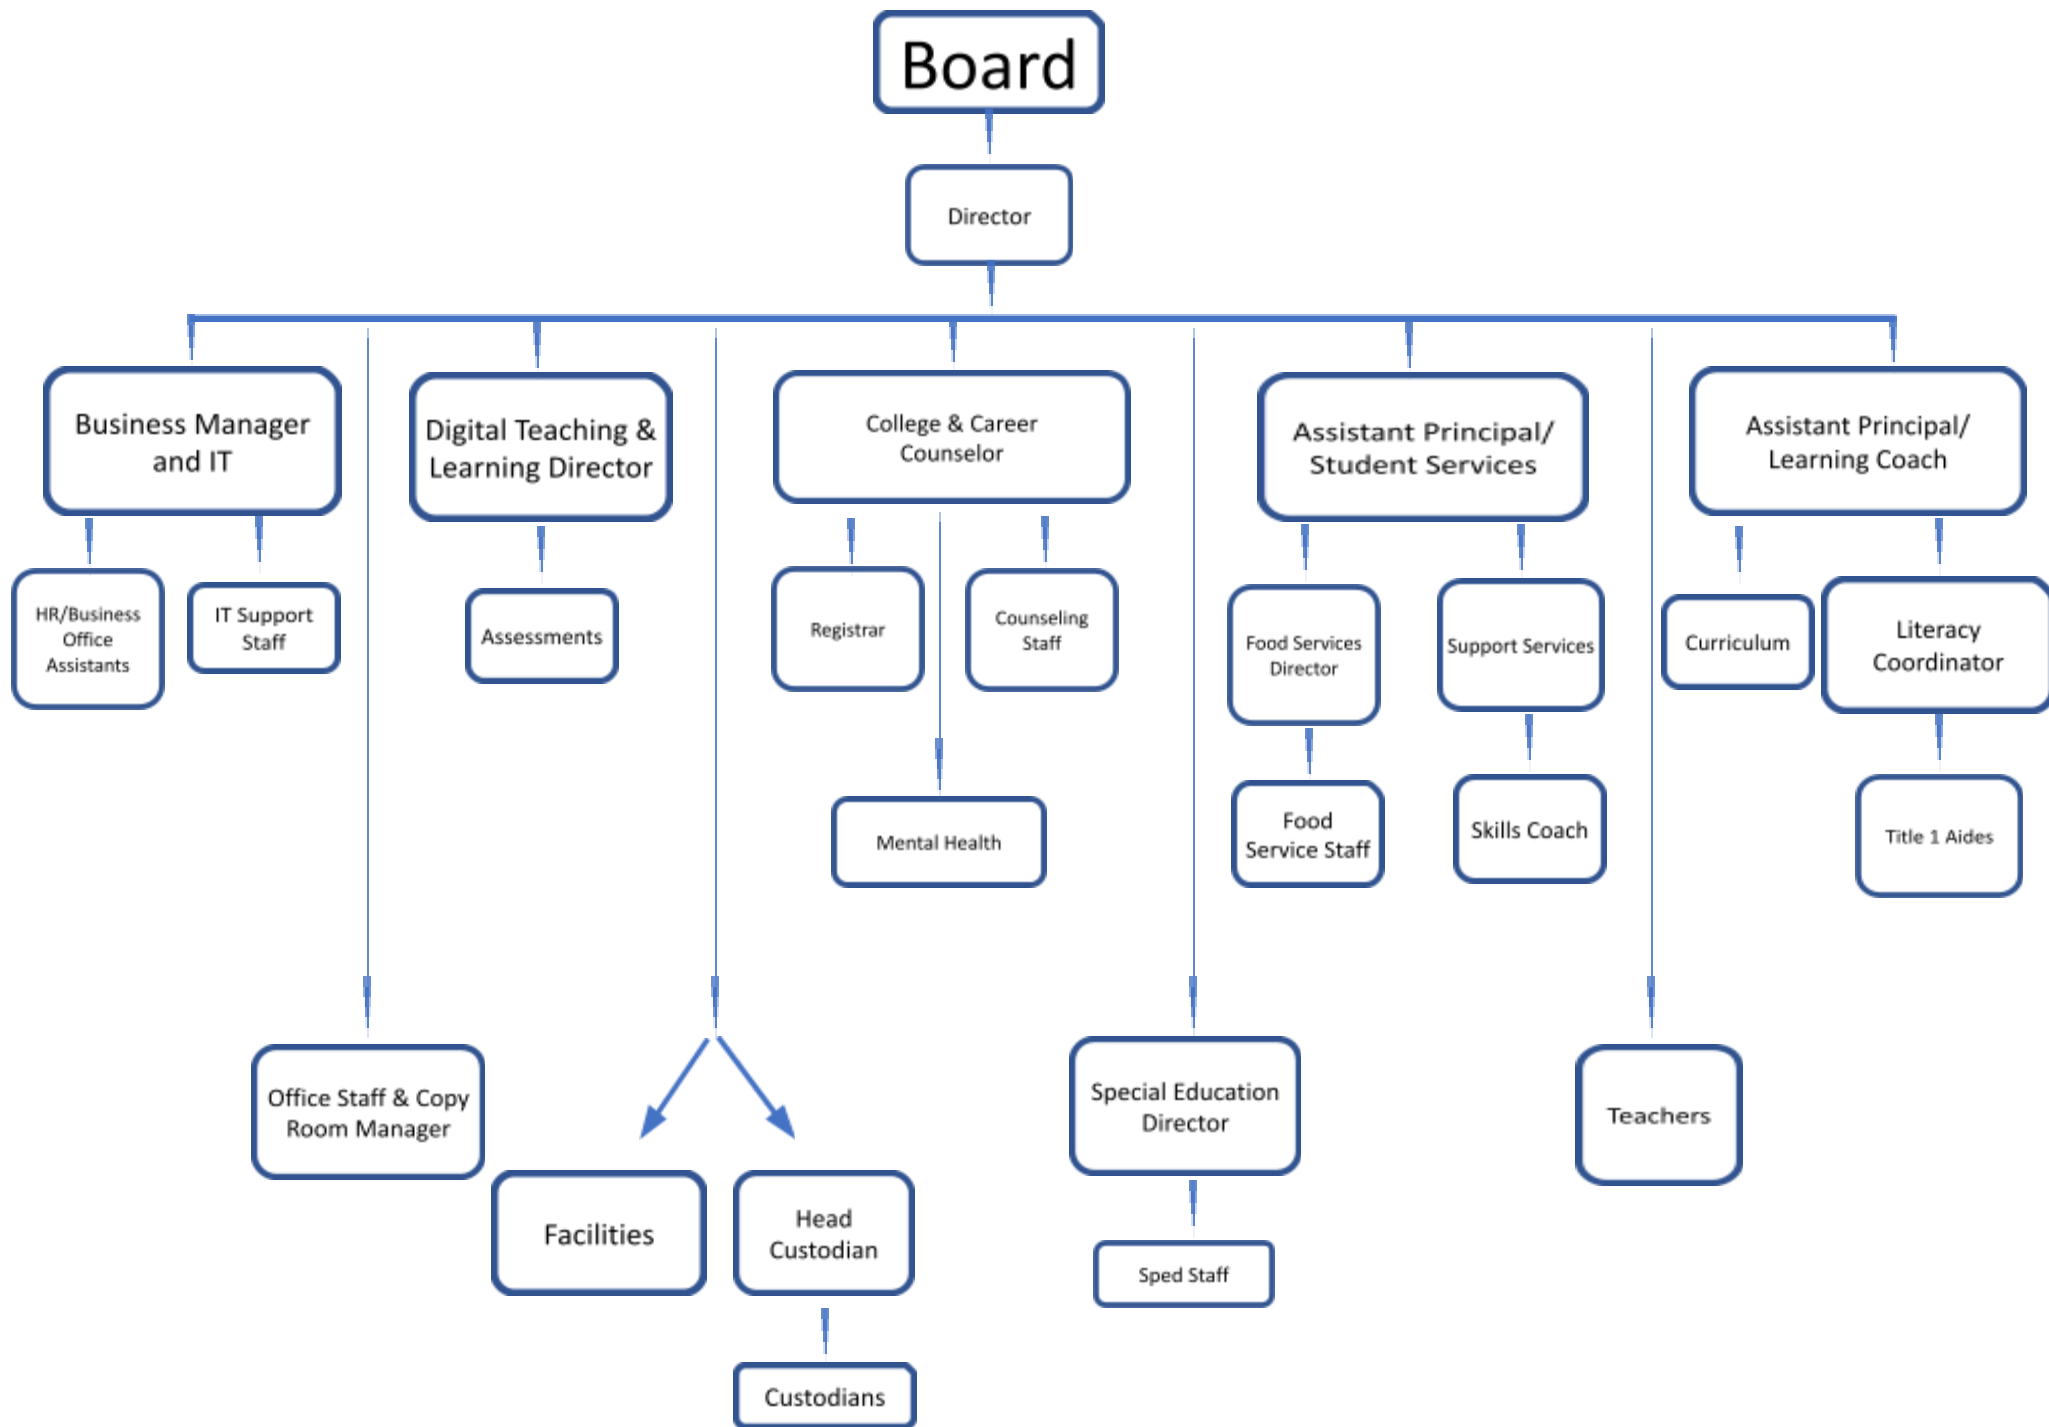 Board
Director
Business Manager
and IT
Digital Teaching &
Learning Director
College & Career
Counselor
Assistant Principal/
Student Services
Assistant Principal/
Learning Coach
HR/Business
Office
Assistants
IT Support
Staff
Assessments
Registrar
Counseling
Staff
Food Services
Director
Support Services
Curriculum
Literacy
Coordinator
Mental Health
Food
Service Staff
Skills Coach
Title 1 Aides
Office Staff & Copy
Room Manager
Facilities
Head
Custodian
Special Education
Director
Teachers
Sped Staff
Custodians